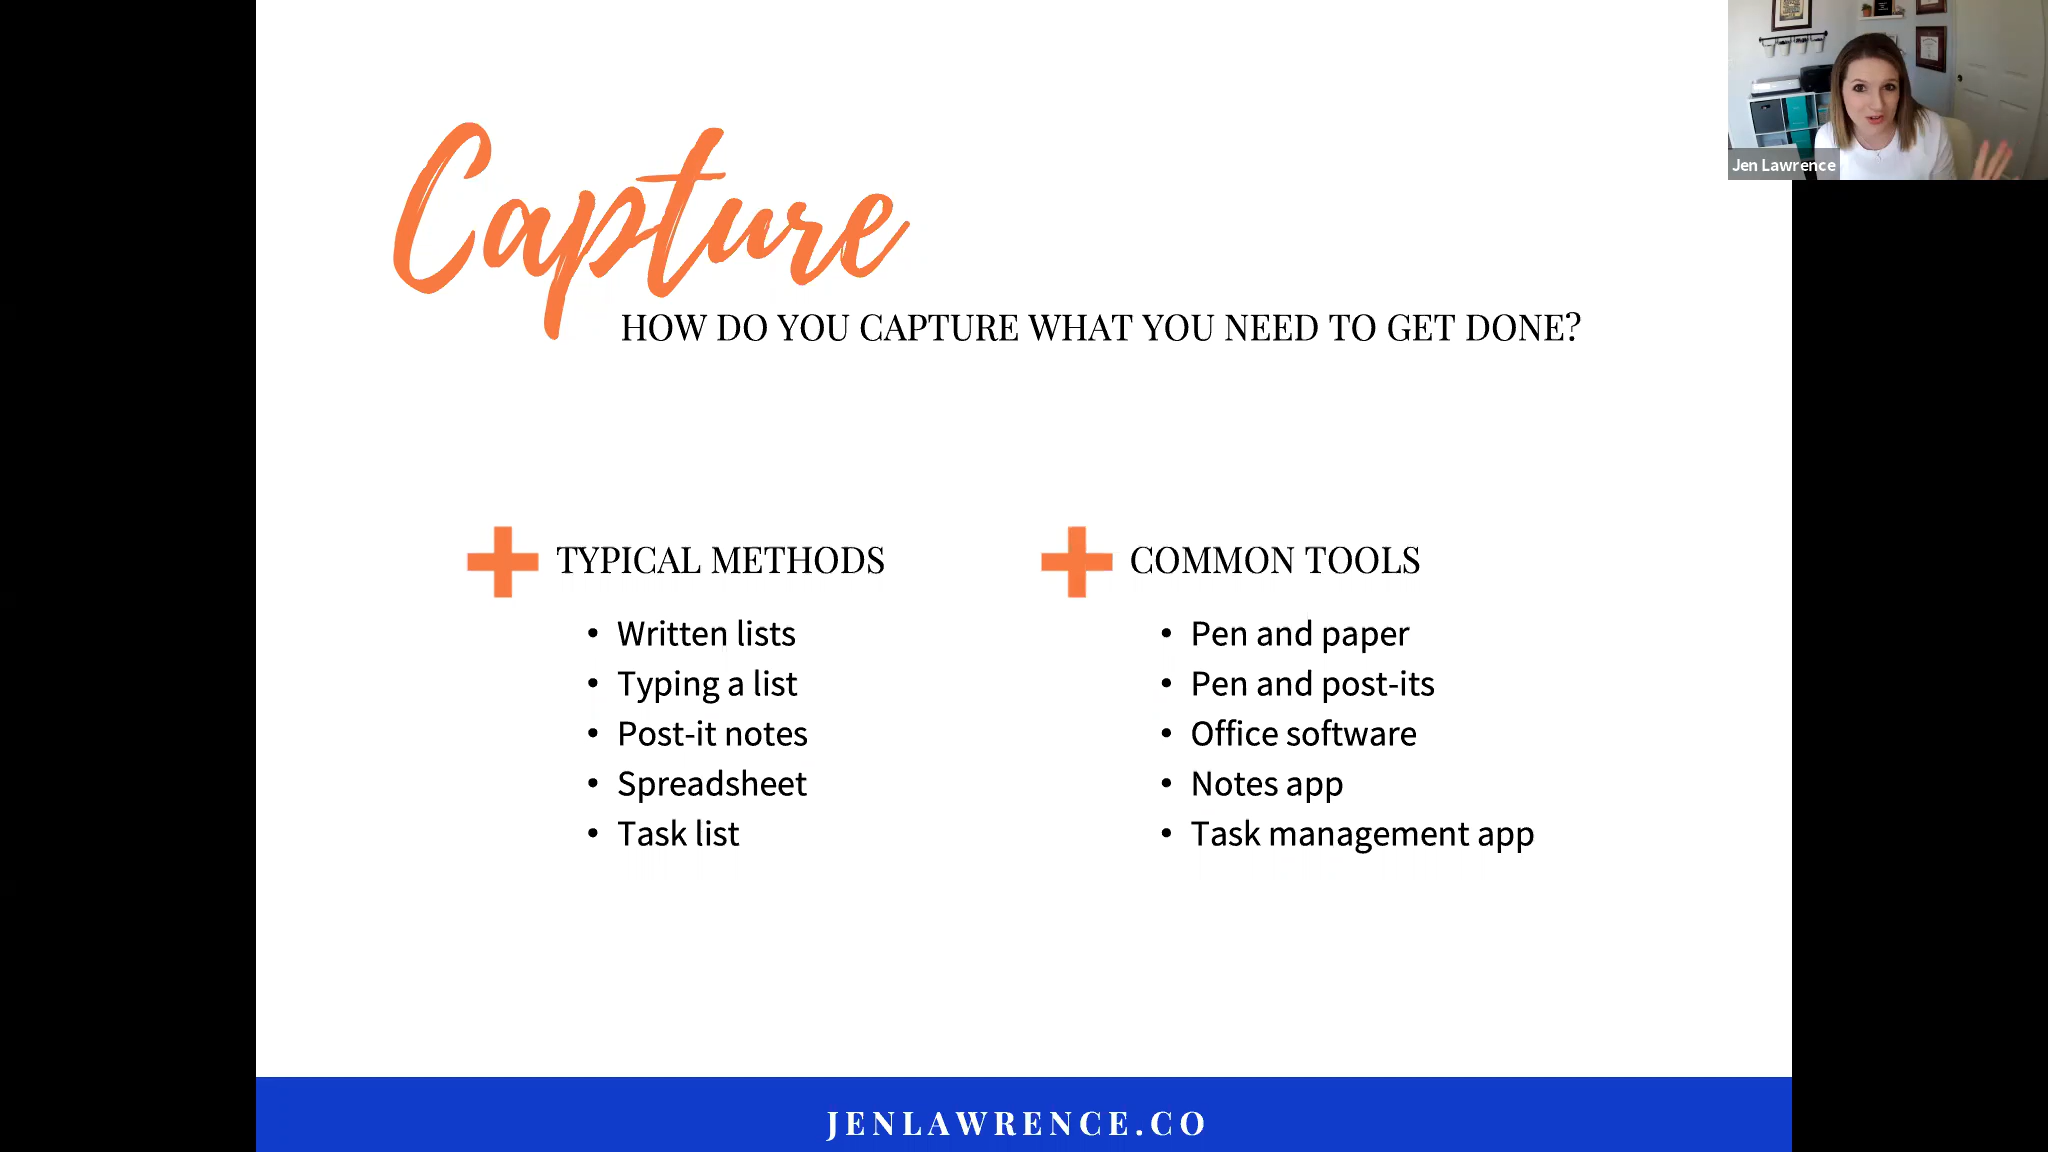 Capture
HOW DO YOU CAPTURE WHAT YOU NEED TO GET DONE?
TYPICAL METHODS
• Written lists
• Typing a list
• Post-it notes
• Spreadsheet
• Task list
COMMON TOOLS
• Pen and paper
• Pen and post-its
• Office software
• Notes app
• Task management app
JENLAWRENCE.CO
Jen Lawrence